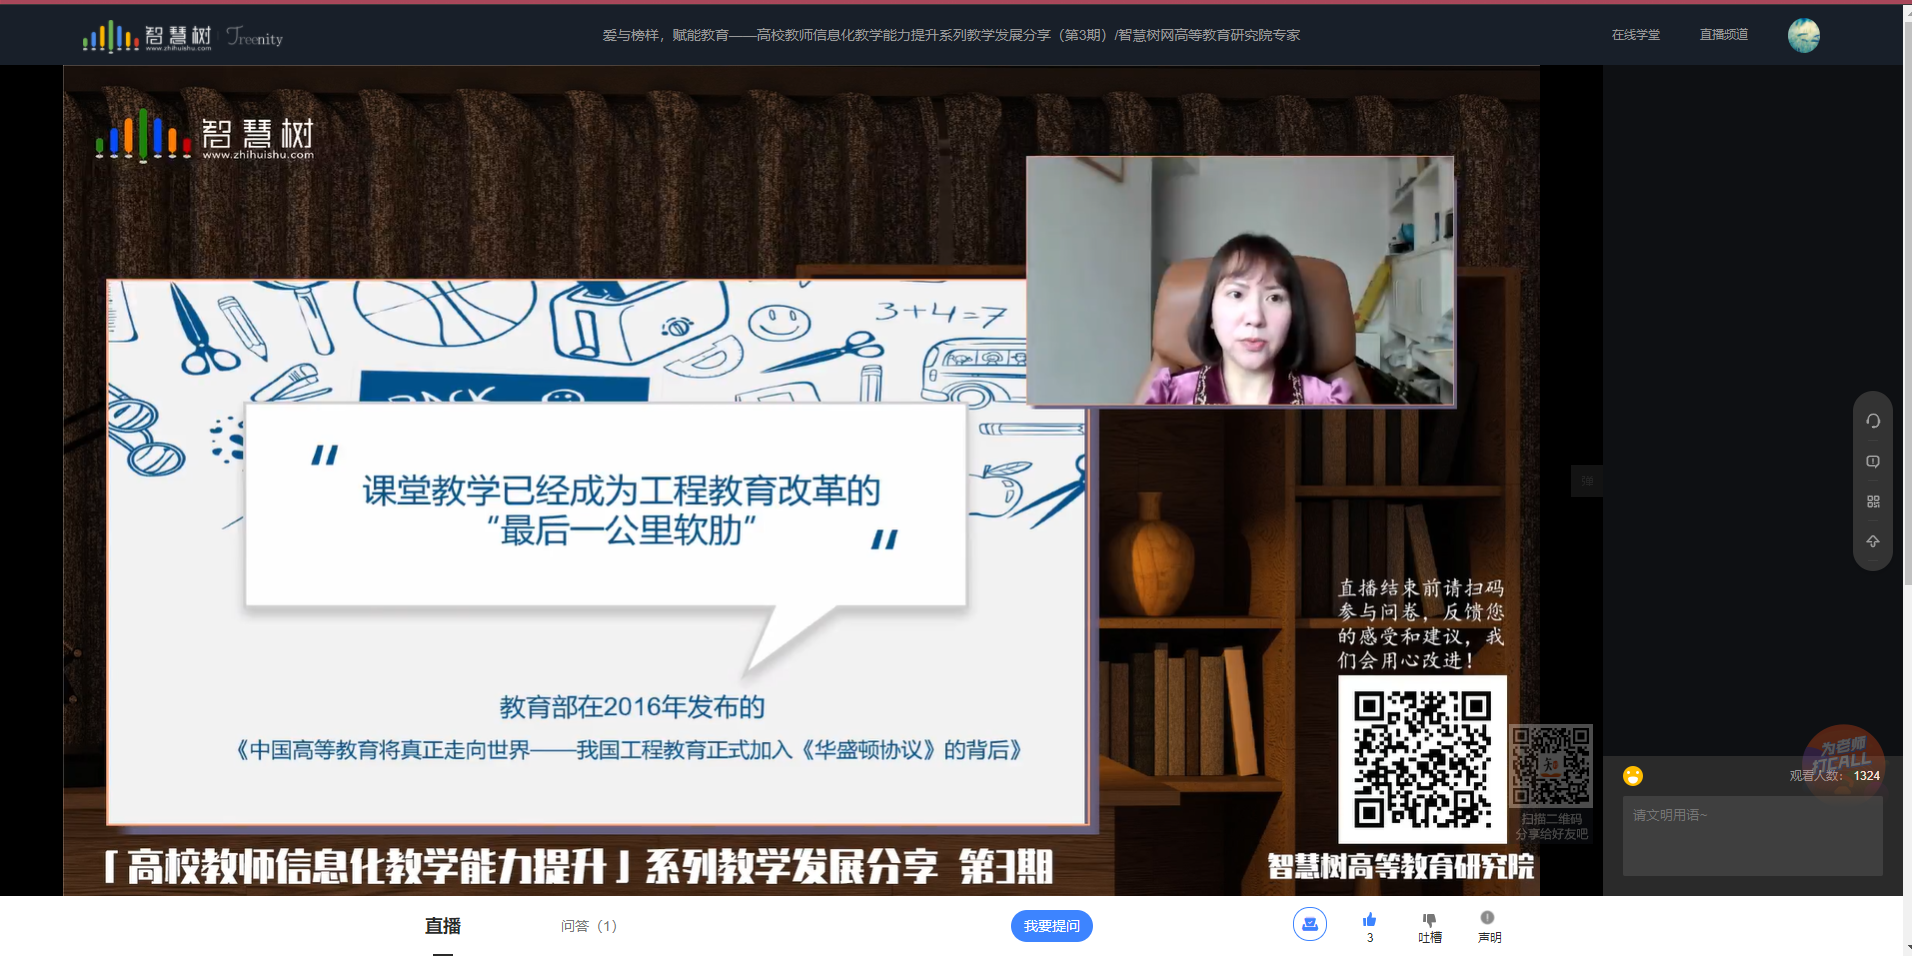 智慧树
www.zhihuishu.com
Treenity
爱与榜样，赋能教育——高校教师信息化教学能力提升系列教学发展分享（第3期）/智慧树网高等教育研究院专家
在线学堂
直播频道
智慧树
www.zhihuishu.com
3+4=7
BACK
“
课堂教学已经成为工程教育改革的
“最后一公里软肋”
“
教育部在2016年发布的
《中国高等教育将真正走向世界——我国工程教育正式加入《华盛顿协议》的背后》
弹
直播结束前请扫码
参与问卷，反馈您
的感受和建议，我
们会用心改进！
知
扫描二维码
分享给好友吧
为老师
打CALL
观看人数： 1324
请文明用语~
「高校教师信息化教学能力提升」系列教学发展分享 第3期
智慧树高等教育研究院
直播
问答（1）
我要提问
3
吐槽
声明